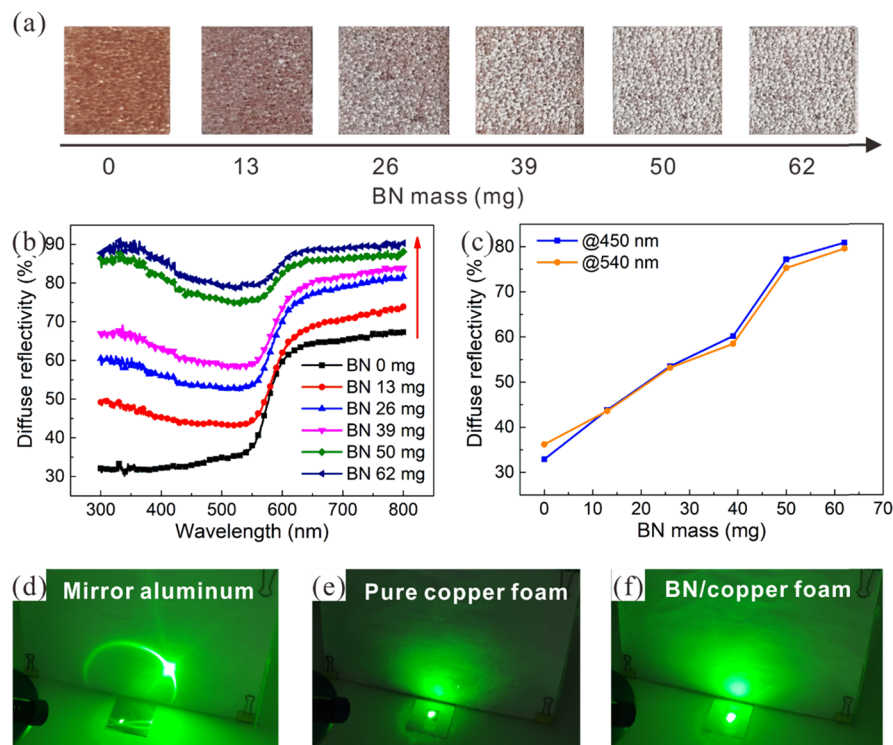 (a)
0 13 26 39 50 62
BN mass (mg)
(b)
90
80
70
60
50
40
30
Diffuse reflectivity (%)
BN 0 mg
BN 13 mg
BN 26 mg
BN 39 mg
BN 50 mg
BN 62 mg
300 400 500 600 700 800
Wavelength (nm)
(c)
80
70
60
50
40
30
Diffuse reflectivity (%)
@450 nm
@540 nm
0 10 20 30 40 50 60 70
BN mass (mg)
(d) Mirror aluminum
(e) Pure copper foam
(f) BN/copper foam